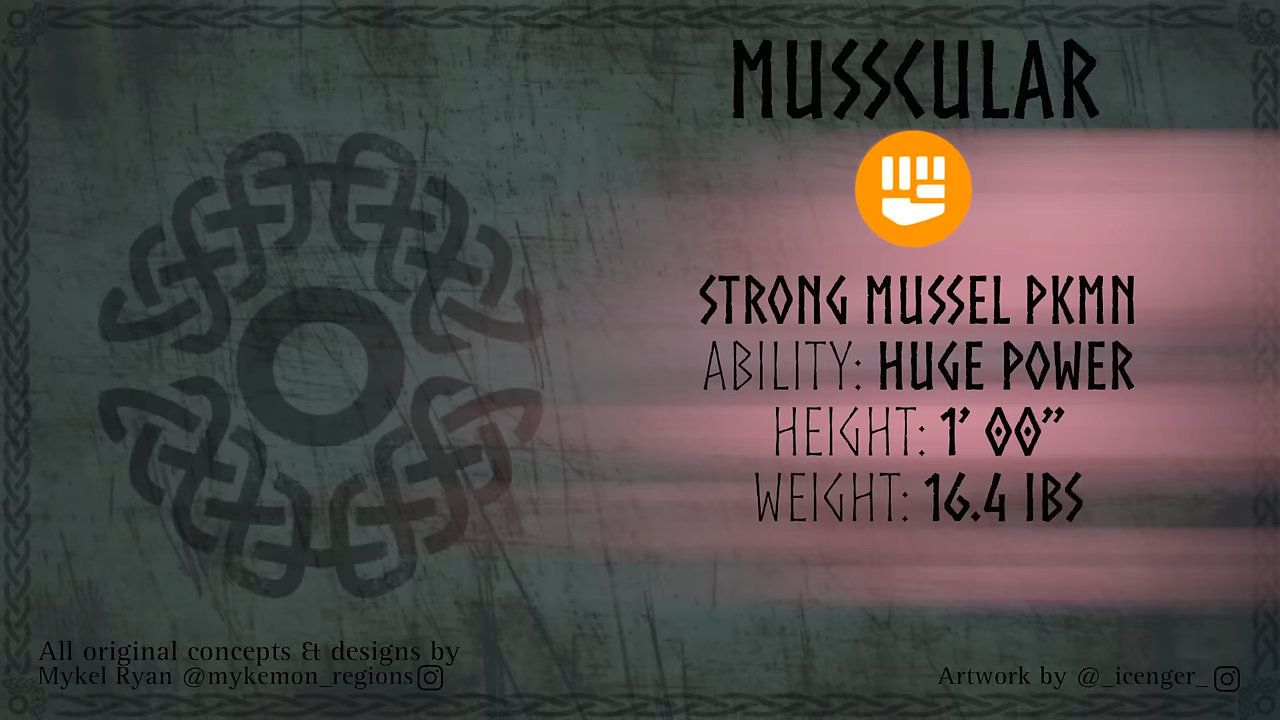 MUSSCULAR
STRONG MUSSEL PKMN
ABILITY: HUGE POWER
HEIGHT: 1' 00"
WEIGHT: 16.4 lBS
All original concepts & designs by
Mykel Ryan @mykemon_regions
Artwork by @_icenger_